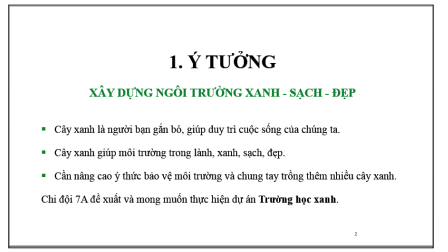 1. Ý TƯỞNG
XÂY DỰNG NGÔI TRƯỜNG XANH - SẠCH - ĐẸP
▪ Cây xanh là người bạn gắn bó, giúp duy trì cuộc sống của chúng ta.
▪ Cây xanh giúp môi trường trong lành, xanh, sạch, đẹp.
▪ Cần nâng cao ý thức bảo vệ môi trường và chung tay trồng thêm nhiều cây xanh.
Chi đội 7A đề xuất và mong muốn thực hiện dự án Trường học xanh.
2